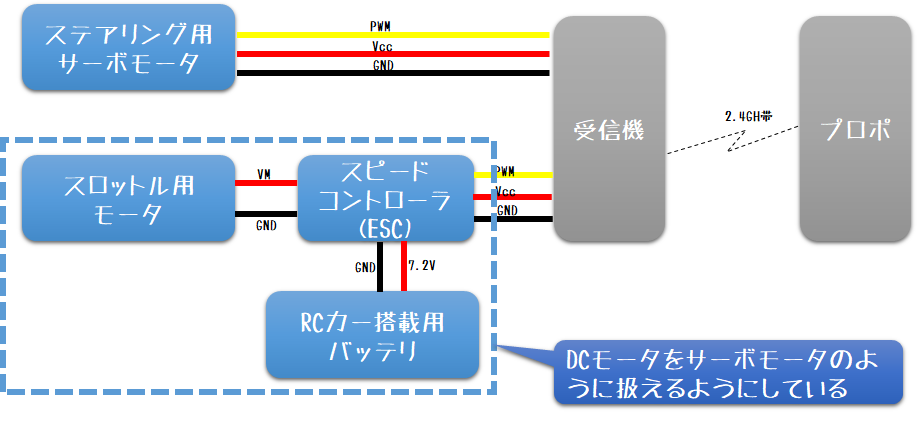 ステアリング用
サーボモータ
PWM
Vcc
GND
受信機
2.4GH帯
プロポ
スロットル用
モータ
VM
GND
スピード
コントローラ
(ESC)
PWM
Vcc
GND
GND
7.2V
RCカー搭載用
バッテリ
DCモータをサーボモータのよ
うに扱えるようにしている